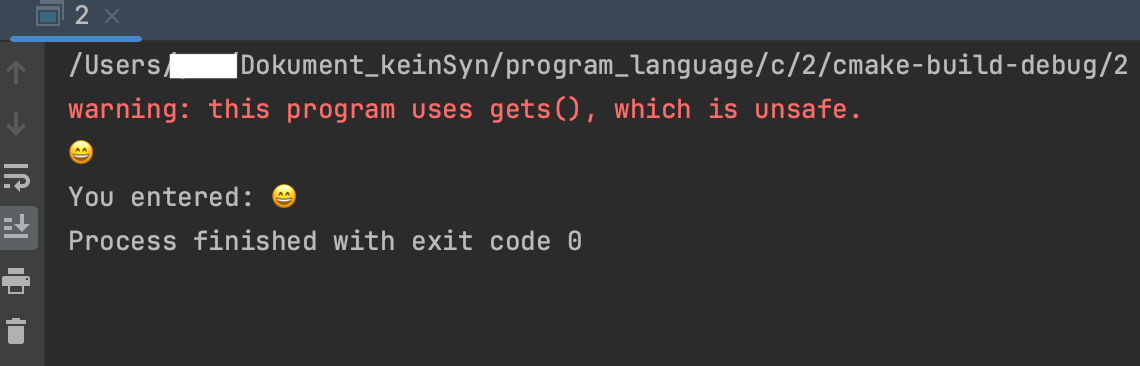 2
/Users/ Dokument_keinSyn/program_language/c/2/cmake-build-debug/2
warning: this program uses gets(), which is unsafe.
😄
You entered: 😄
Process finished with exit code 0